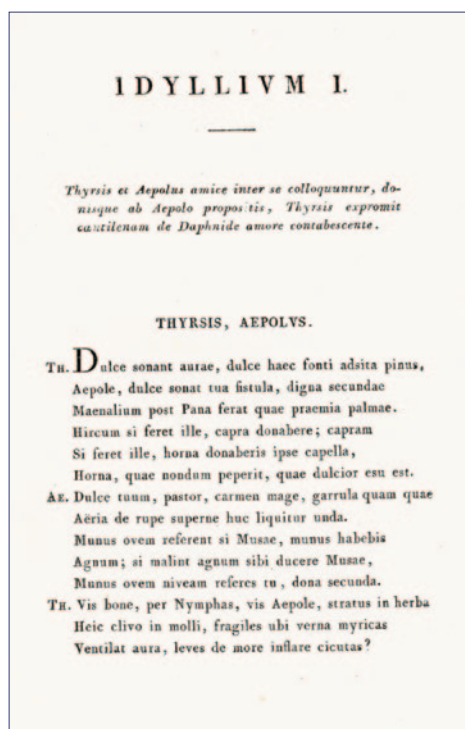 IDYLLIVM I.
Thyrsis et Aepolus amice inter se colloquuntur, do-
nisque ab Aepolo propositis, Thyrsis expromit
cantilenam de Daphnide amore contabescente.
THYRSIS, AEPOLVS.
TH. Dulce sonant aurae, dulce haec fonti adsita pinus,
Aepole, dulce sonat tua fistula, digna secundae
Maenalium post Pana ferat quae praemia palmae.
Hircum si feret ille, capra donabere; capram
Si feret ille, horna donaberis ipse capella,
Horna, quae nondum peperit, quae dulcior esu est.
AE. Dulce tuum, pastor, carmen mage, garrula quam quae
Aëria de rupe superne huc liquitur unda.
Munus ovem referent si Musae, munus habebis
Agnum; si malint agnum sibi ducere Musae,
Munus ovem niveam referes tu, dona secunda.
TH. Vis bone, per Nymphas, vis Aepole, stratus in herba
Heic clivo in molli, fragiles ubi verna myricas
Ventilat aura, leves de more inflare cicutas?